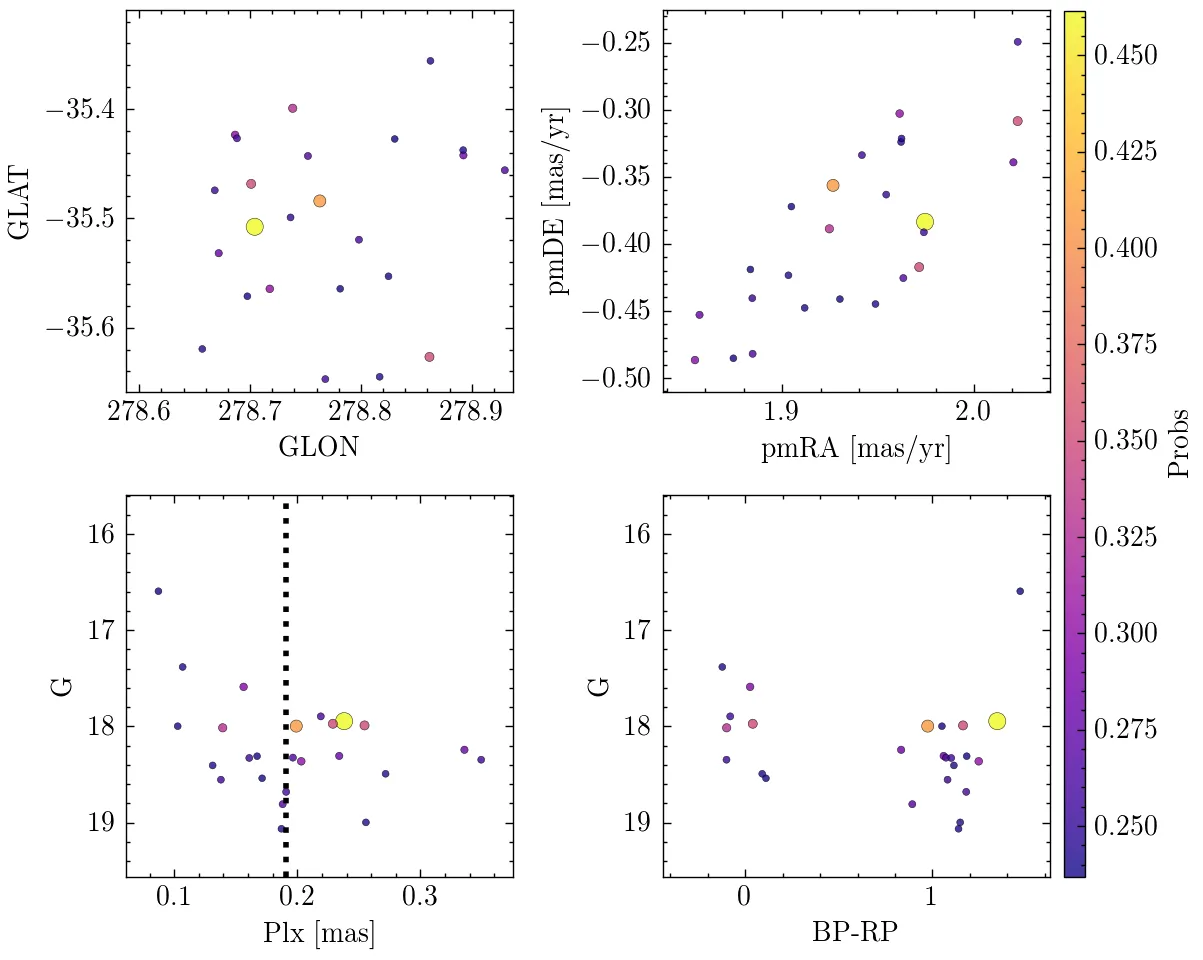 −35.4
−35.5
−35.6
GLAT
278.6 278.7 278.8 278.9
GLON
−0.25
−0.30
−0.35
−0.40
−0.45
−0.50
pmDE [mas/yr]
1.9 2.0
pmRA [mas/yr]
16
17
18
19
G
0.1 0.2 0.3
Plx [mas]
16
17
18
19
G
0 1
BP-RP
0.450
0.425
0.400
0.375
0.350
0.325
0.300
0.275
0.250
Probs